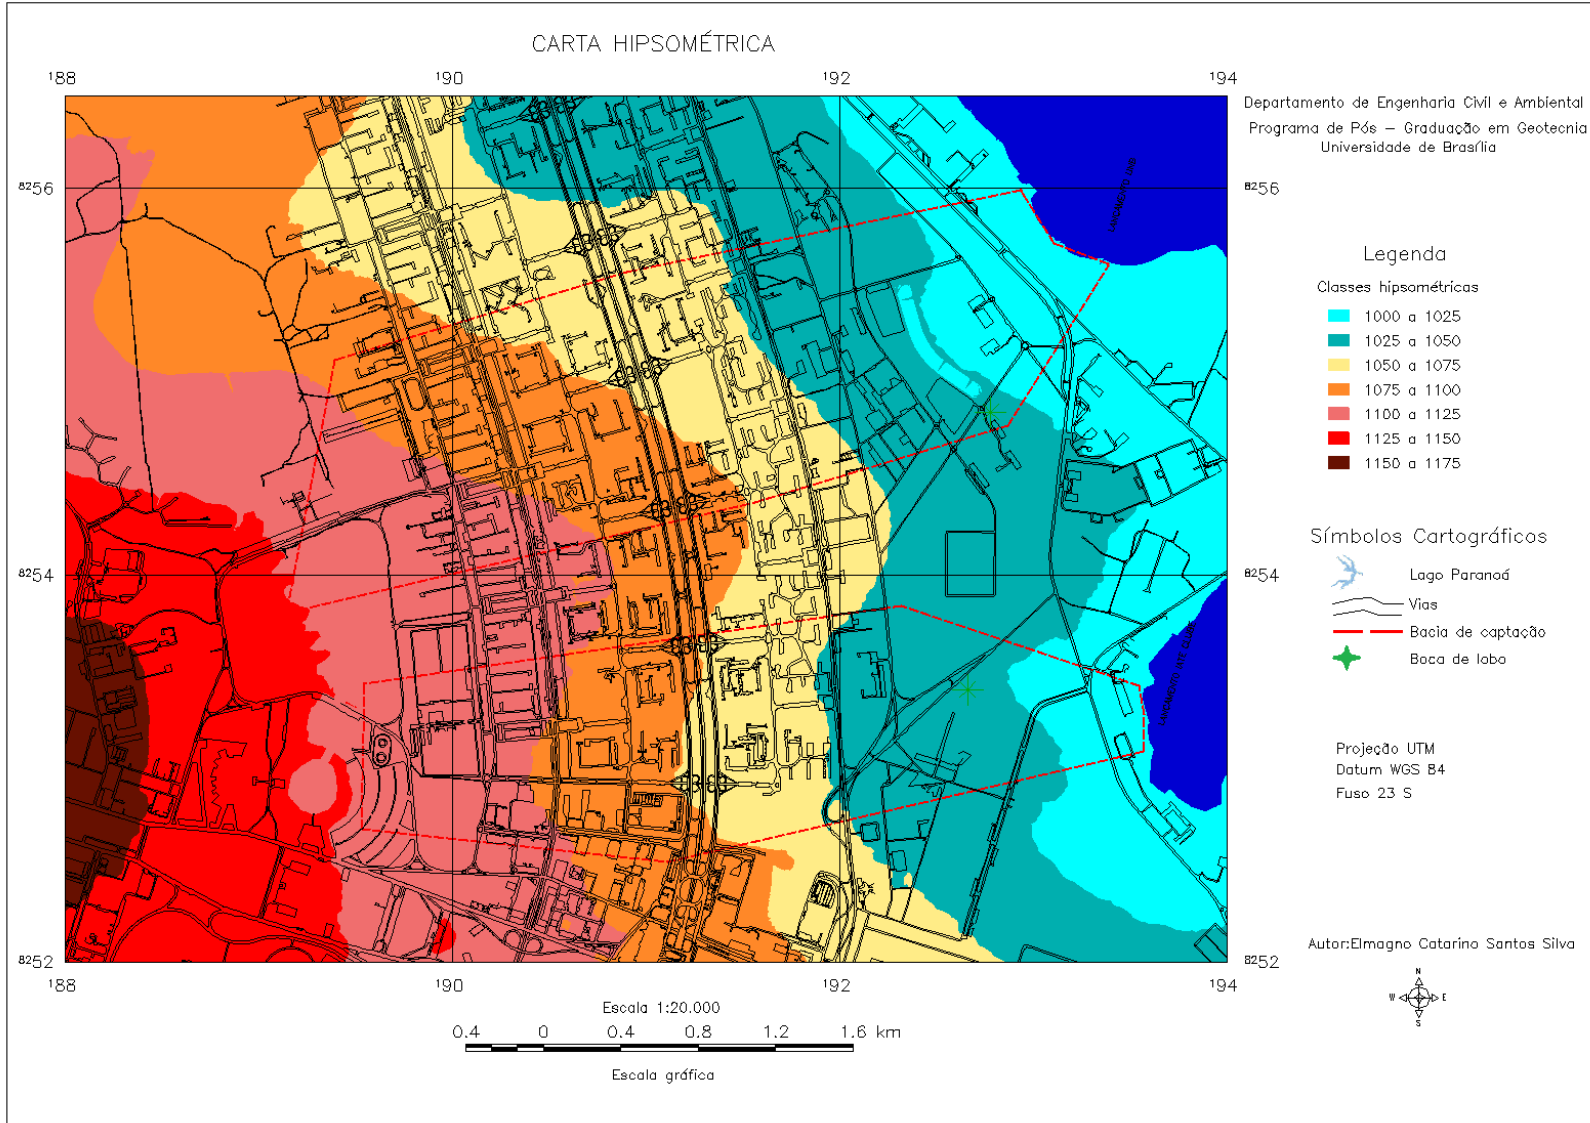 CARTA HIPSOMÉTRICA
188 190 192 194
8256 8256
8254 8254
8252 8252
188 190 192 194
Escala 1:20.000
0.4 0 0.4 0.8 1.2 1.6 km
Escala gráfica
Departamento de Engenharia Civil e Ambiental
Programa de Pós – Graduação em Geotecnia
Universidade de Brasília
Legenda
Classes hipsométricas
1000 a 1025
1025 a 1050
1050 a 1075
1075 a 1100
1100 a 1125
1125 a 1150
1150 a 1175
Símbolos Cartográficos
Lago Paranoá
Vias
Bacia de captação
Boca de lobo
Projeção UTM
Datum WGS 84
Fuso 23 S
Autor:Elmagno Catarino Santos Silva
N
W E
S